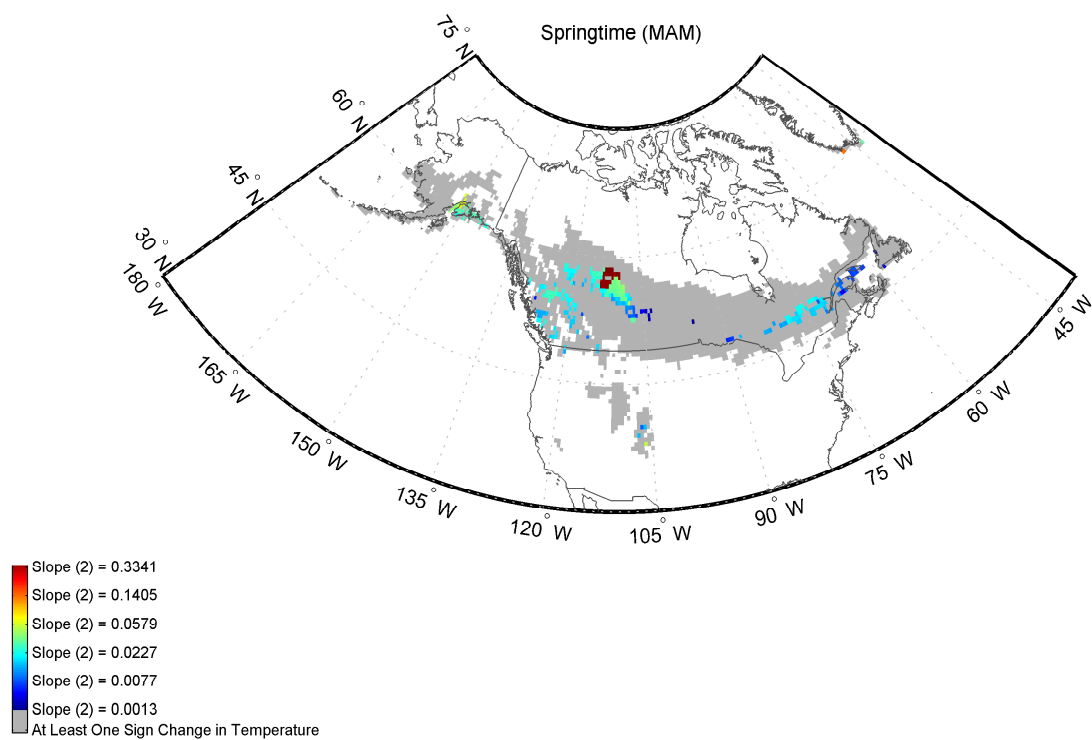 Springtime (MAM)
75° N
60° N
45° N
30° N
180° W
165° W
150° W
135° W
120° W
105° W
90° W
75° W
60° W
45° W
Slope (2) = 0.3341
Slope (2) = 0.1405
Slope (2) = 0.0579
Slope (2) = 0.0227
Slope (2) = 0.0077
Slope (2) = 0.0013
At Least One Sign Change in Temperature